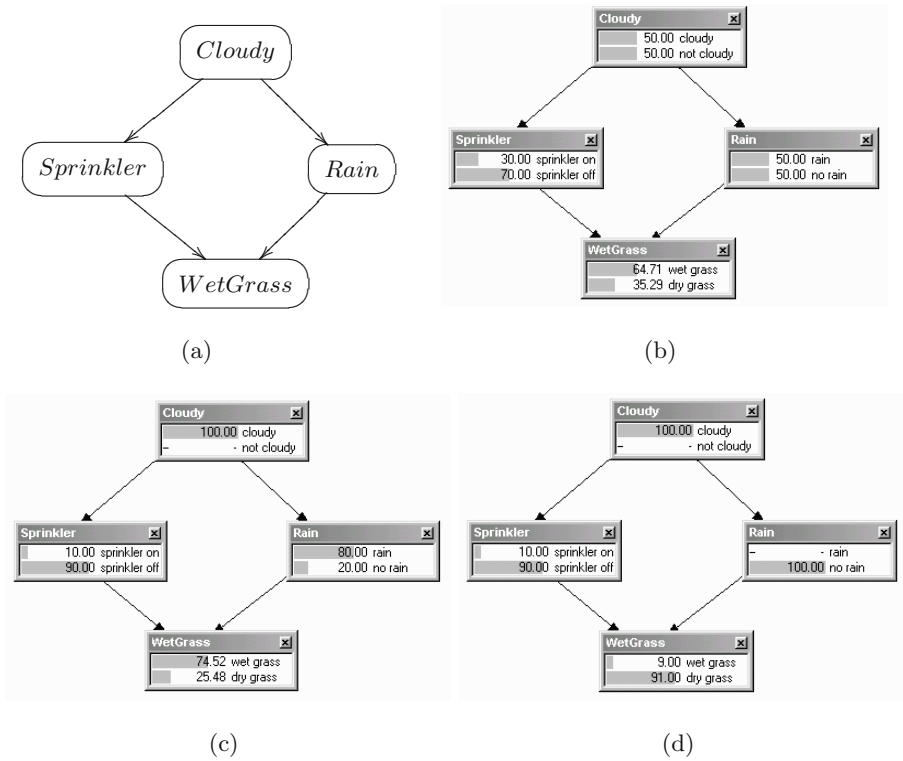 Cloudy
Sprinkler
Rain
WetGrass
(a)
Cloudy
50.00 cloudy
50.00 not cloudy
Sprinkler
30.00 sprinkler on
70.00 sprinkler off
Rain
50.00 rain
50.00 no rain
WetGrass
64.71 wet grass
35.29 dry grass
(b)
Cloudy
100.00 cloudy
- - not cloudy
Sprinkler
10.00 sprinkler on
90.00 sprinkler off
Rain
80.00 rain
20.00 no rain
WetGrass
74.52 wet grass
25.48 dry grass
(c)
Cloudy
100.00 cloudy
- - not cloudy
Sprinkler
10.00 sprinkler on
90.00 sprinkler off
Rain
- - rain
100.00 no rain
WetGrass
9.00 wet grass
91.00 dry grass
(d)